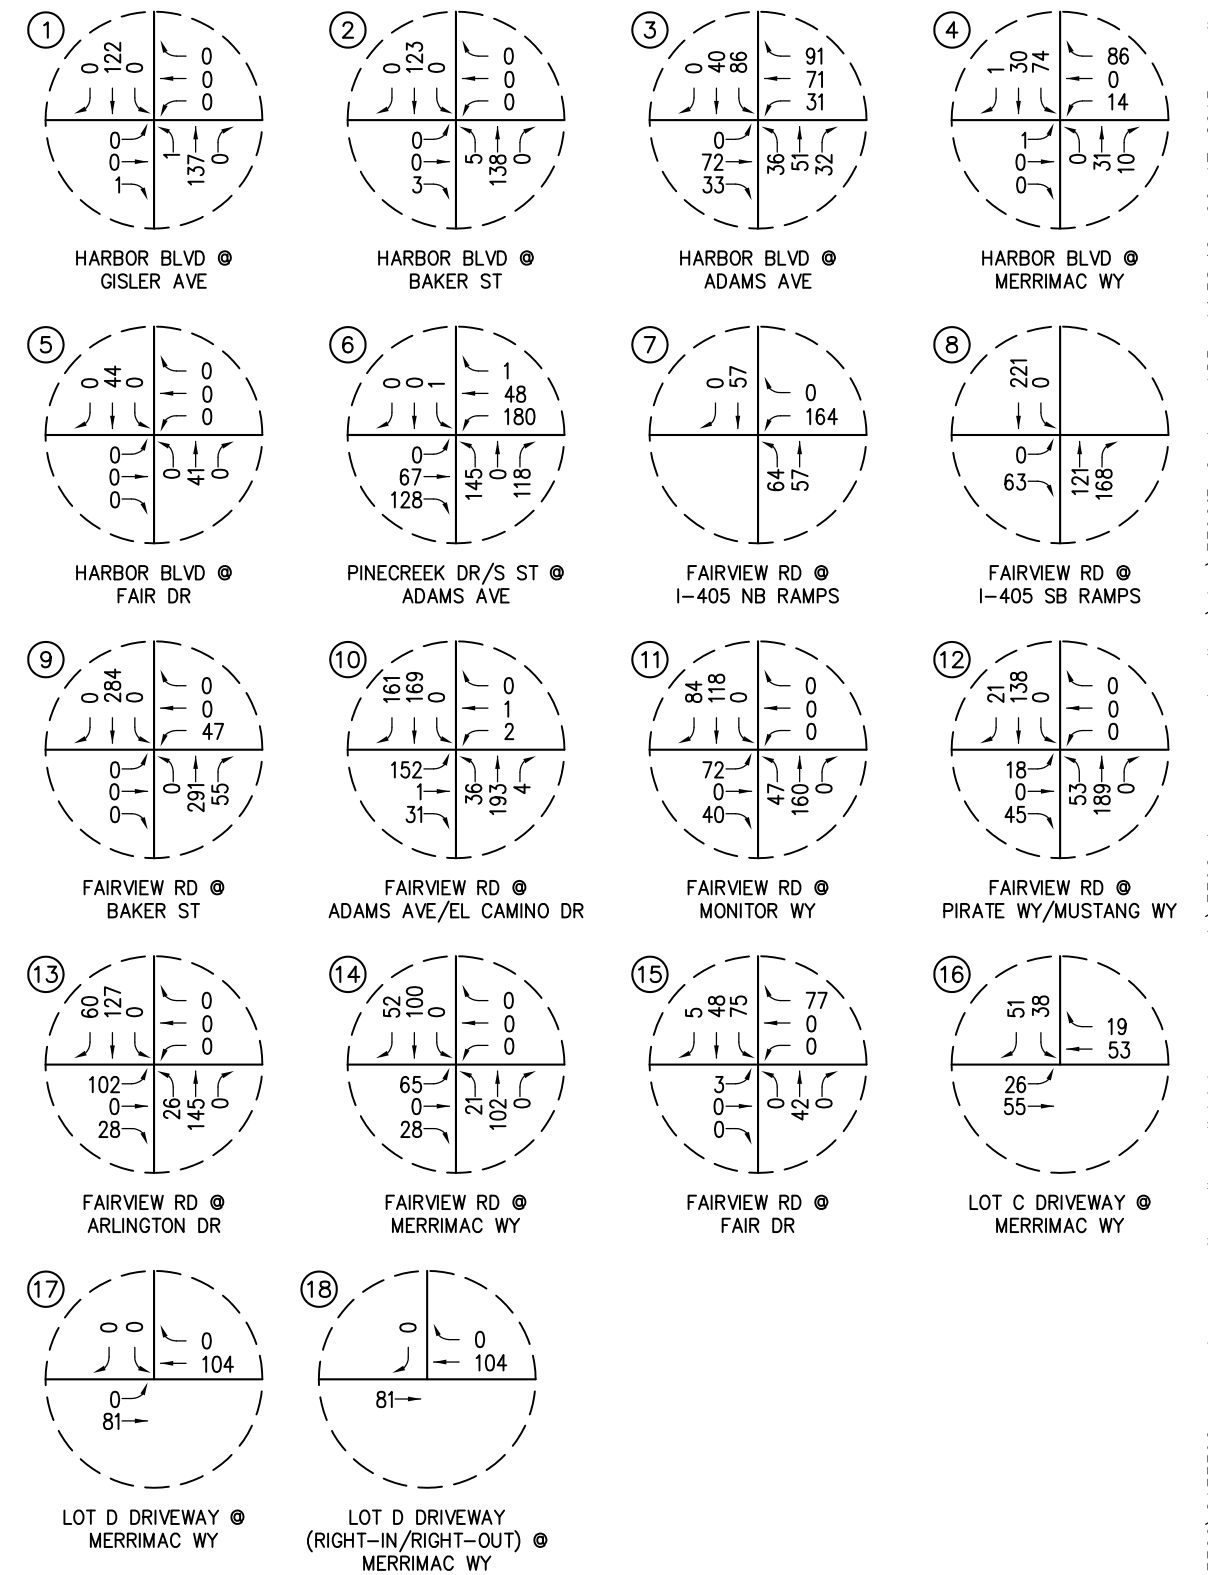 1
0 122 0
0
0
0
0
0
1
1 137 0
HARBOR BLVD @
GISLER AVE
2
0 123 0
0
0
0
0
0
3
5 138 0
HARBOR BLVD @
BAKER ST
3
0 40 86
91
71
31
0
72
33
36 51 32
HARBOR BLVD @
ADAMS AVE
4
1 30 74
86
0
14
1
0
0
0 31 10
HARBOR BLVD @
MERRIMAC WY
5
0 44 0
0
0
0
0
0
0
0 41 0
HARBOR BLVD @
FAIR DR
6
0 0 1
1
48
180
0
67
128
145 0 118
PINECREEK DR/S ST @
ADAMS AVE
7
0 57
0
164
64 57
FAIRVIEW RD @
I-405 NB RAMPS
8
221 0
0
63
121 168
FAIRVIEW RD @
I-405 SB RAMPS
9
0 284 0
0
0
47
0
0
0
0 291 55
FAIRVIEW RD @
BAKER ST
10
161 169 0
0
1
2
152
1
31
36 193 4
FAIRVIEW RD @
ADAMS AVE/EL CAMINO DR
11
84 118 0
0
0
0
72
0
40
47 160 0
FAIRVIEW RD @
MONITOR WY
12
21 138 0
0
0
0
18
0
45
53 189 0
FAIRVIEW RD @
PIRATE WY/MUSTANG WY
13
60 127 0
0
0
0
102
0
28
26 145 0
FAIRVIEW RD @
ARLINGTON DR
14
52 100 0
0
0
0
65
0
28
21 102 0
FAIRVIEW RD @
MERRIMAC WY
15
5 48 75
77
0
0
3
0
0
0 42 0
FAIRVIEW RD @
FAIR DR
16
51 38
19
53
26
55
LOT C DRIVEWAY @
MERRIMAC WY
17
0 0
0
104
0
81
LOT D DRIVEWAY @
MERRIMAC WY
18
0
0
104
81
LOT D DRIVEWAY
(RIGHT-IN/RIGHT-OUT) @
MERRIMAC WY